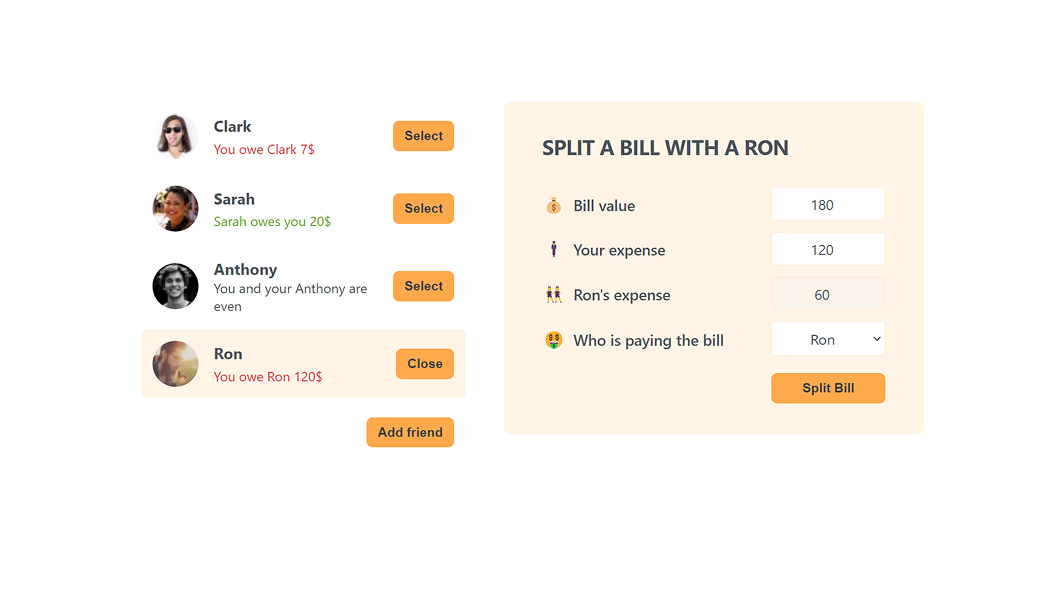 Clark
You owe Clark 7$
Select
Sarah
Sarah owes you 20$
Select
Anthony
You and your Anthony are
even
Select
Ron
You owe Ron 120$
Close
Add friend
SPLIT A BILL WITH A RON
💰 Bill value
180
🕴️ Your expense
120
👯 Ron's expense
60
🤑 Who is paying the bill
Ron
Split Bill